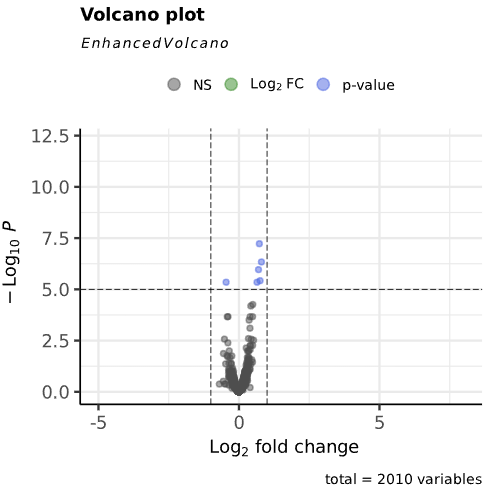 Volcano plot
EnhancedVolcano
NS Log₂ FC p-value
12.5
10.0
7.5
5.0
2.5
0.0
−Log₁₀ P
-5 0 5
Log₂ fold change
total = 2010 variables